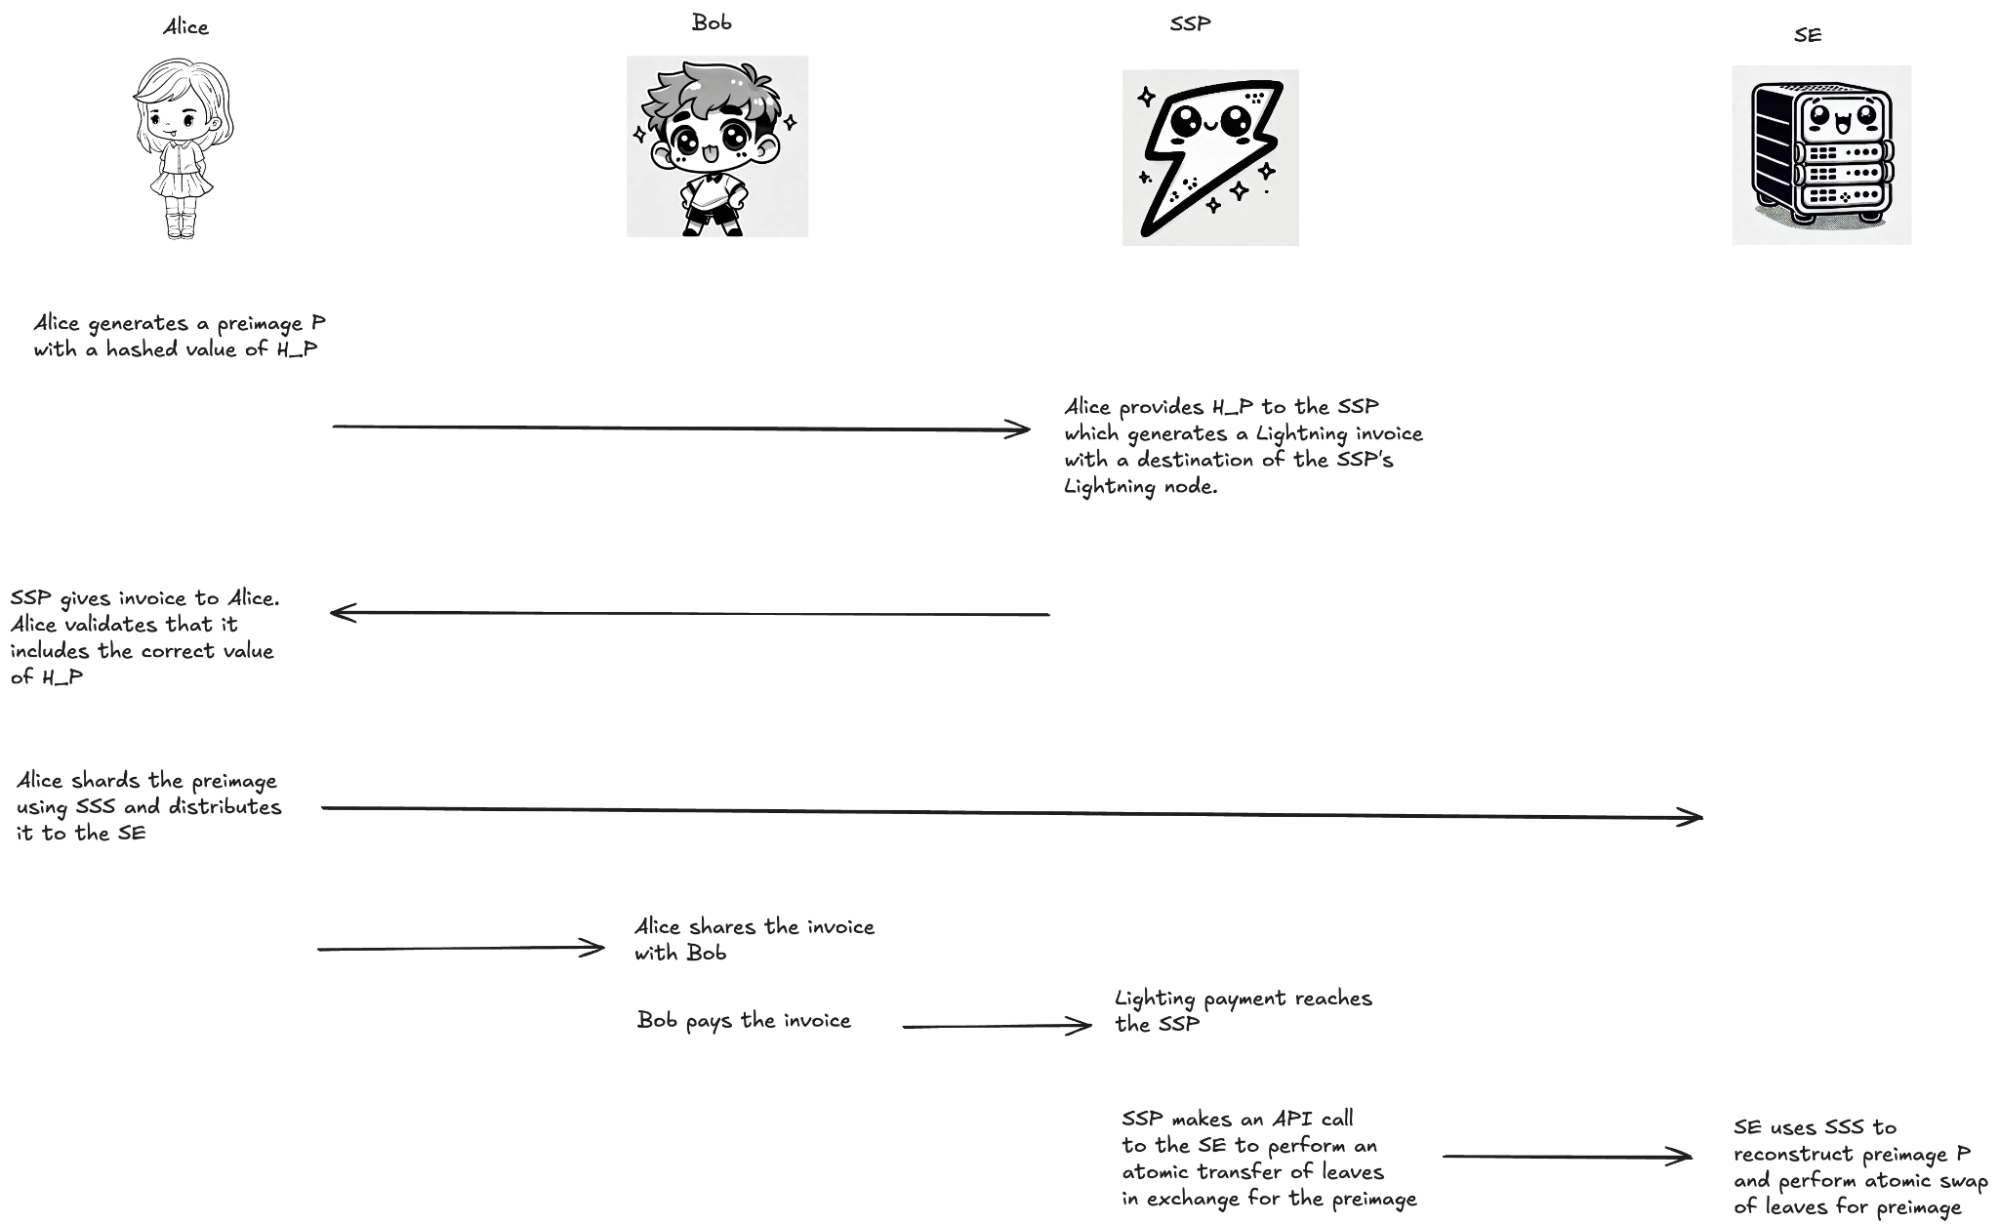 Alice
Bob
SSP
SE
Alice generates a preimage P
with a hashed value of H_P
Alice provides H_P to the SSP
which generates a Lightning invoice
with a destination of the SSP's
Lightning node.
SSP gives invoice to Alice.
Alice validates that it
includes the correct value
of H_P
Alice shards the preimage
using SSS and distributes
it to the SE
Alice shares the invoice
with Bob
Bob pays the invoice
Lighting payment reaches
the SSP
SSP makes an API call
to the SE to perform an
atomic transfer of leaves
in exchange for the preimage
SE uses SSS to
reconstruct preimage P
and perform atomic swap
of leaves for preimage